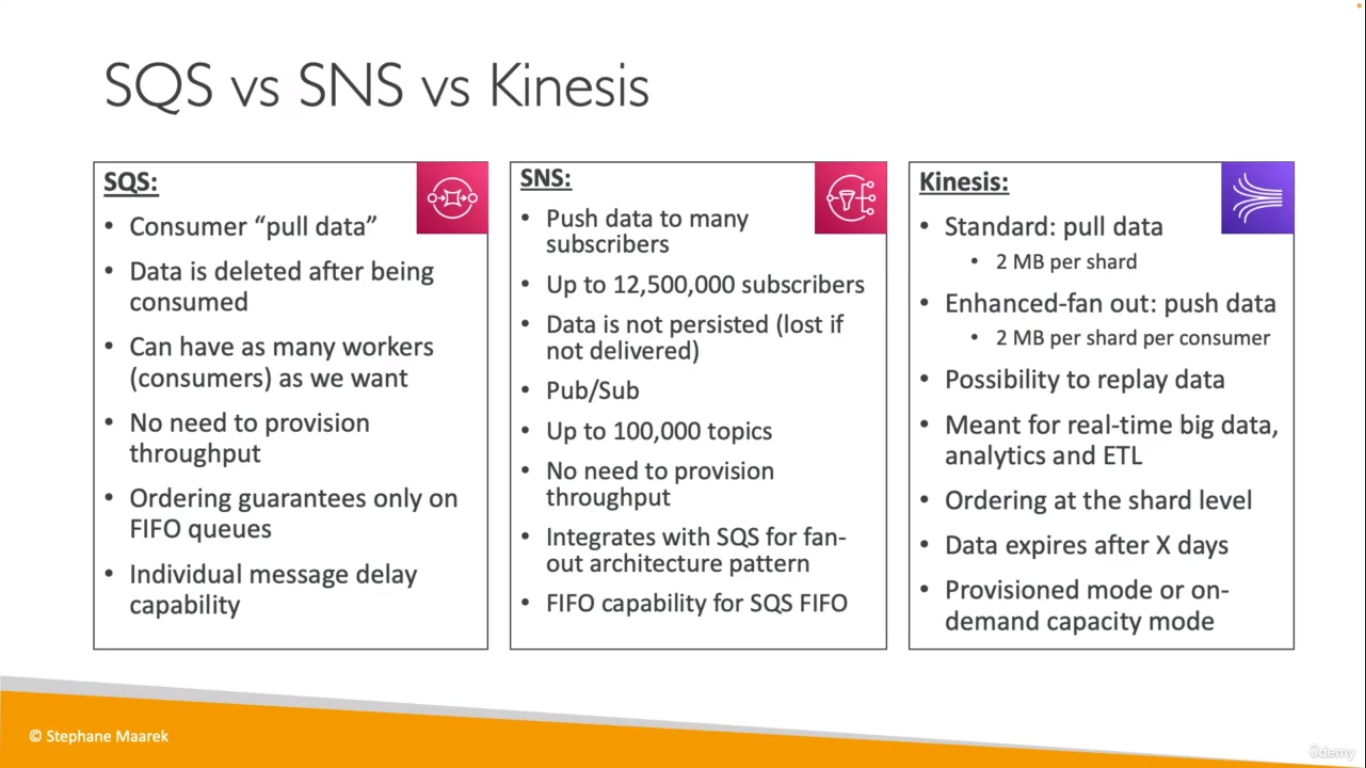 SQS vs SNS vs Kinesis
SQS:
• Consumer “pull data”
• Data is deleted after being
consumed
• Can have as many workers
(consumers) as we want
• No need to provision
throughput
• Ordering guarantees only on
FIFO queues
• Individual message delay
capability
SNS:
• Push data to many
subscribers
• Up to 12,500,000 subscribers
• Data is not persisted (lost if
not delivered)
• Pub/Sub
• Up to 100,000 topics
• No need to provision
throughput
• Integrates with SQS for fan-
out architecture pattern
• FIFO capability for SQS FIFO
Kinesis:
• Standard: pull data
• 2 MB per shard
• Enhanced-fan out: push data
• 2 MB per shard per consumer
• Possibility to replay data
• Meant for real-time big data,
analytics and ETL
• Ordering at the shard level
• Data expires after X days
• Provisioned mode or on-
demand capacity mode
© Stephane Maarek
ûdemy